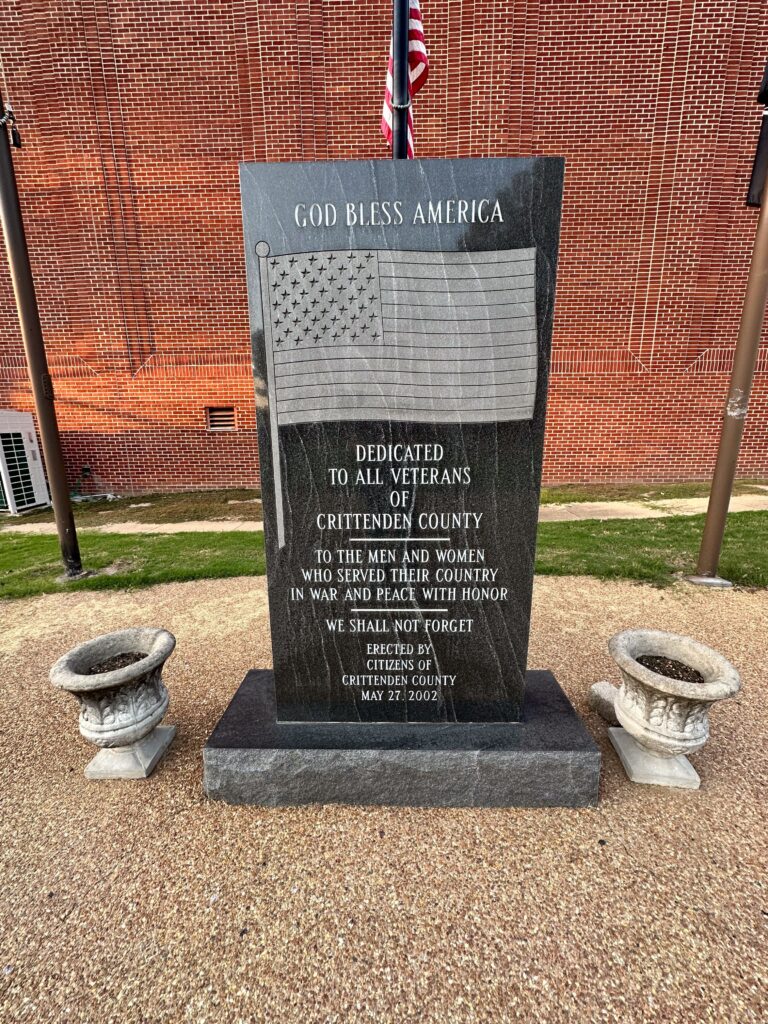 GOD BLESS AMERICA
DEDICATED
TO ALL VETERANS
OF
CRITTENDEN COUNTY
TO THE MEN AND WOMEN
WHO SERVED THEIR COUNTRY
IN WAR AND PEACE WITH HONOR
WE SHALL NOT FORGET
ERECTED BY
CITIZENS OF
CRITTENDEN COUNTY
MAY 27, 2002